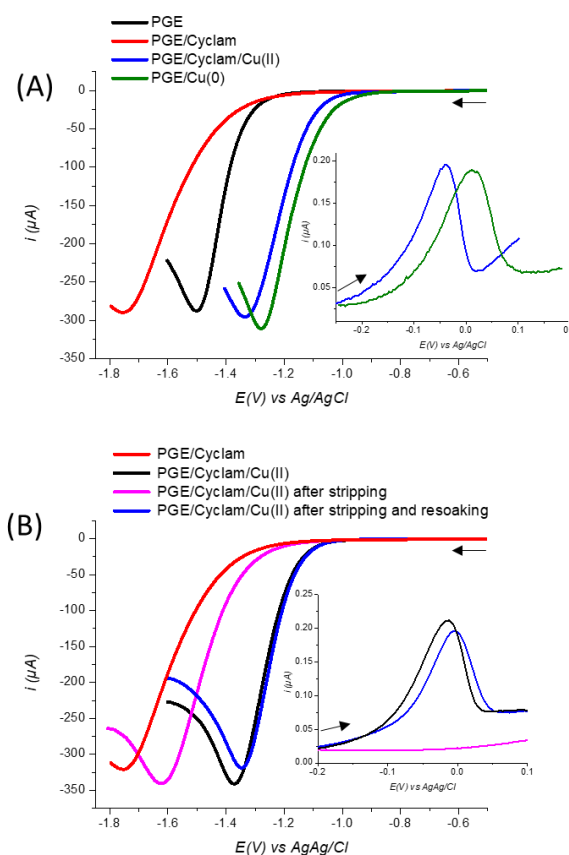 PGE
PGE/Cyclam
PGE/Cyclam/Cu(II)
PGE/Cu(0)
(A)
0
-50
-100
-150
-200
-250
-300
-350
i (µA)
-1.8
-1.6
-1.4
-1.2
-1.0
-0.8
-0.6
E(V) vs Ag/AgCl
0.20
0.15
0.10
0.05
i (µA)
-0.2
-0.1
0.0
0.1
E(V) vs Ag/AgCl
PGE/Cyclam
PGE/Cyclam/Cu(II)
PGE/Cyclam/Cu(II) after stripping
PGE/Cyclam/Cu(II) after stripping and resoaking
(B)
0
-50
-100
-150
-200
-250
-300
-350
i (µA)
-1.8
-1.6
-1.4
-1.2
-1.0
-0.8
-0.6
E(V) vs AgAg/Cl
0.25
0.20
0.15
0.10
0.05
0.00
i (µA)
-0.2
-0.1
0.0
0.1
E(V) vs AgAg/Cl